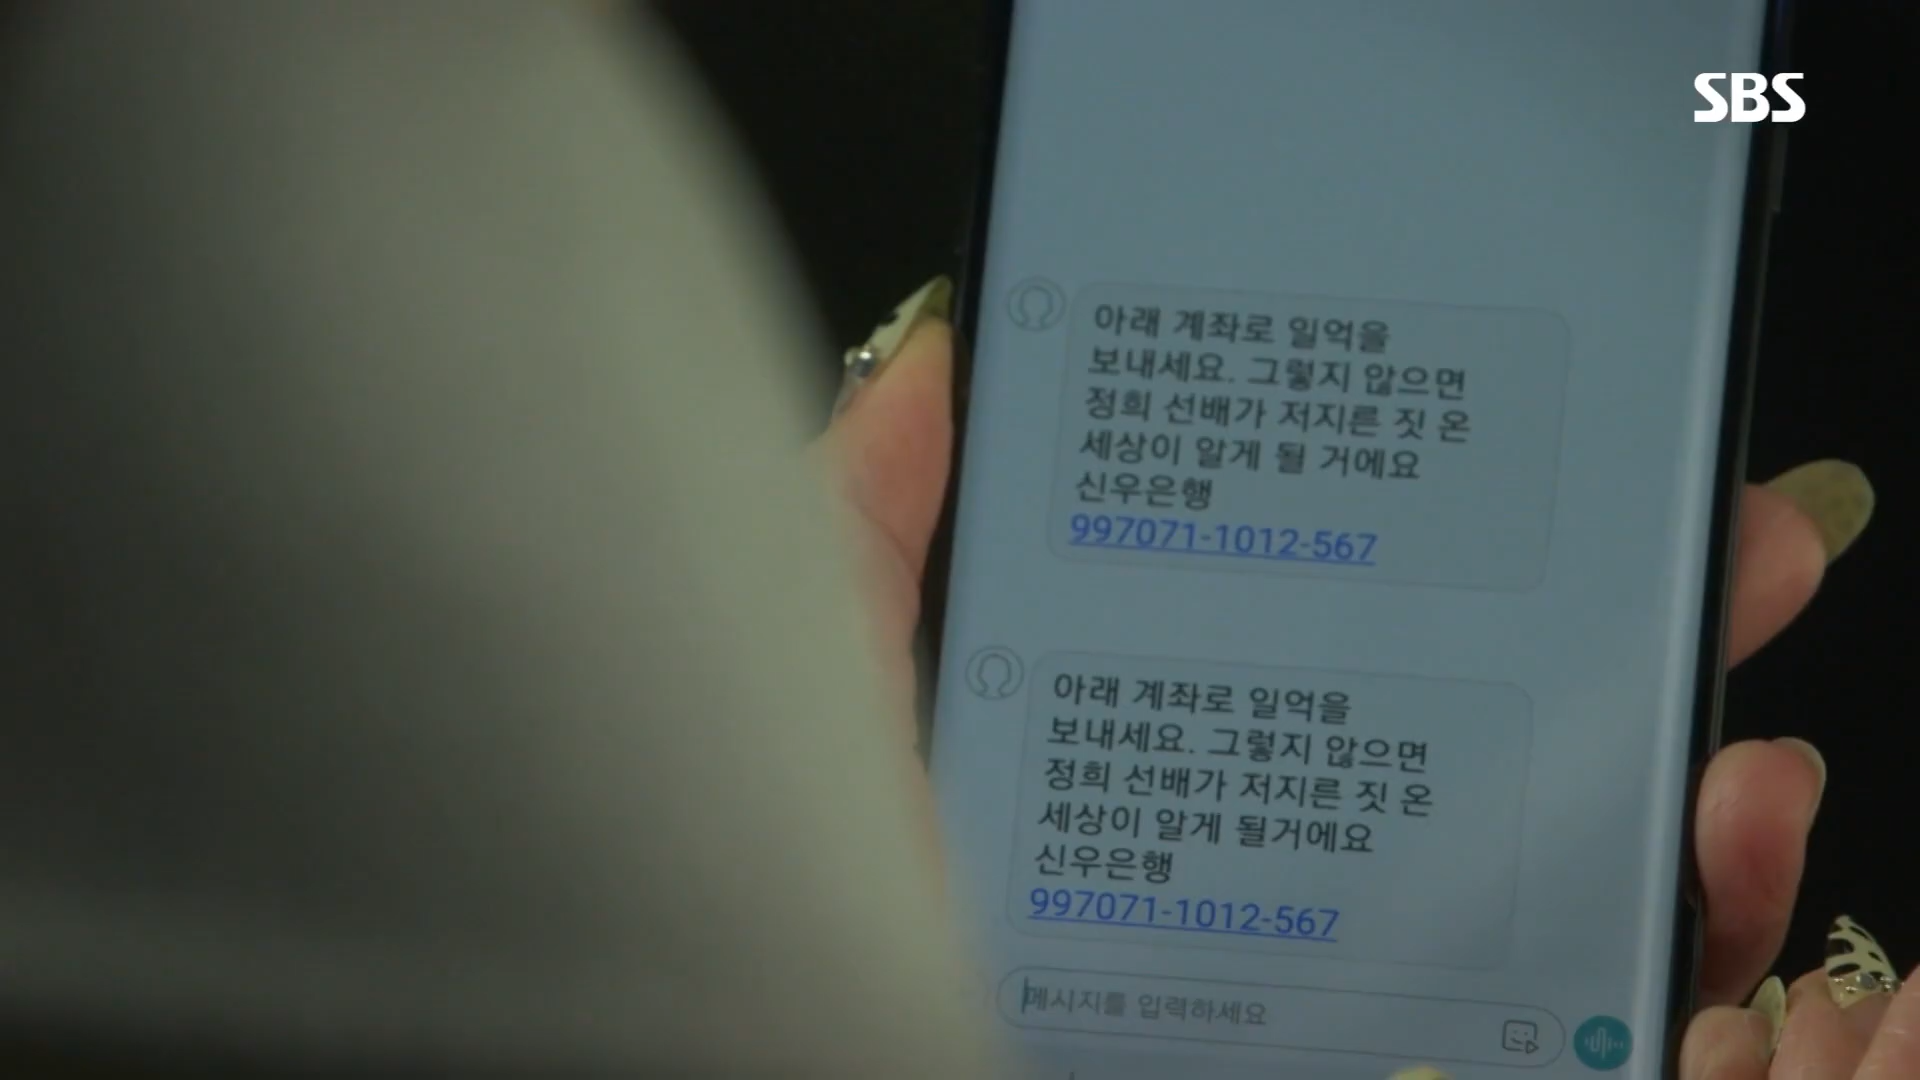 SBS
아래 계좌로 일억을
보내세요. 그렇지 않으면
정희 선배가 저지른 짓 온
세상이 알게 될 거에요
신우은행
997071-1012-567
아래 계좌로 일억을
보내세요. 그렇지 않으면
정희 선배가 저지른 짓 온
세상이 알게 될거에요
신우은행
997071-1012-567
메시지를 입력하세요